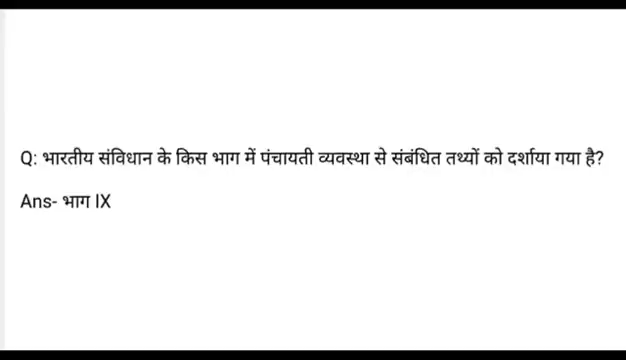 Q: भारतीय संविधान के किस भाग में पंचायती व्यवस्था से संबंधित तथ्यों को दर्शाया गया है?
Ans- भाग IX